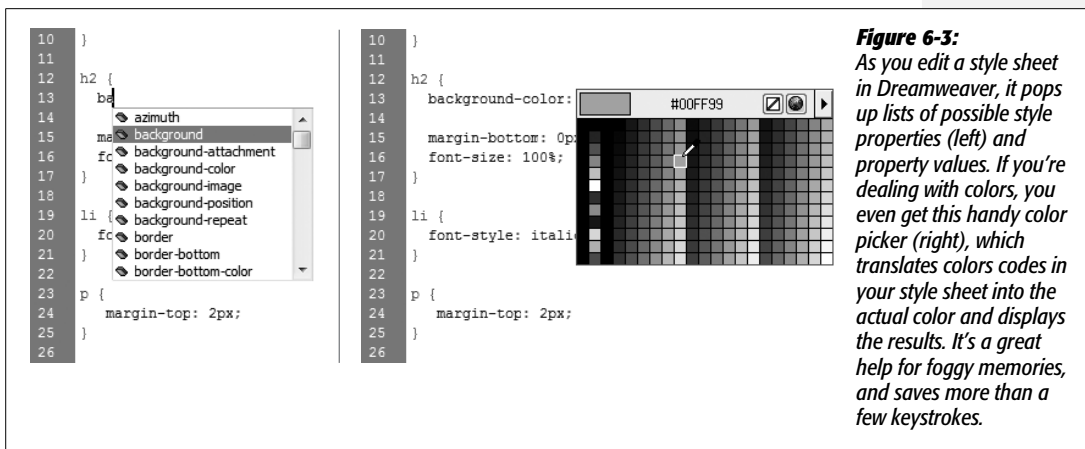 10 }
11
12 h2 {
13 ba
14
15 ma
16 fo
17 }
18
19 li {
20 fo
21 }
22
23 p {
24 margin-top: 2px;
25 }
26
azimuth
background
background-attachment
background-color
background-image
background-position
background-repeat
border
border-bottom
border-bottom-color
10 }
11
12 h2 {
13 background-color:
14
15 margin-bottom: 0p
16 font-size: 100%;
17 }
18
19 li {
20 font-style: itali
21 }
22
23 p {
24 margin-top: 2px;
25 }
26
#00FF99
Figure 6-3:
As you edit a style sheet
in Dreamweaver, it pops
up lists of possible style
properties (left) and
property values. If you're
dealing with colors, you
even get this handy color
picker (right), which
translates colors codes in
your style sheet into the
actual color and displays
the results. It's a great
help for foggy memories,
and saves more than a
few keystrokes.